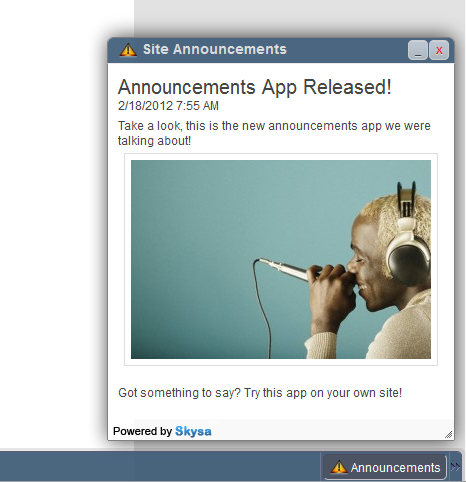 Site Announcements
_ x
Announcements App Released!
2/18/2012 7:55 AM
Take a look, this is the new announcements app we were
talking about!
Got something to say? Try this app on your own site!
Powered by Skysa
Announcements